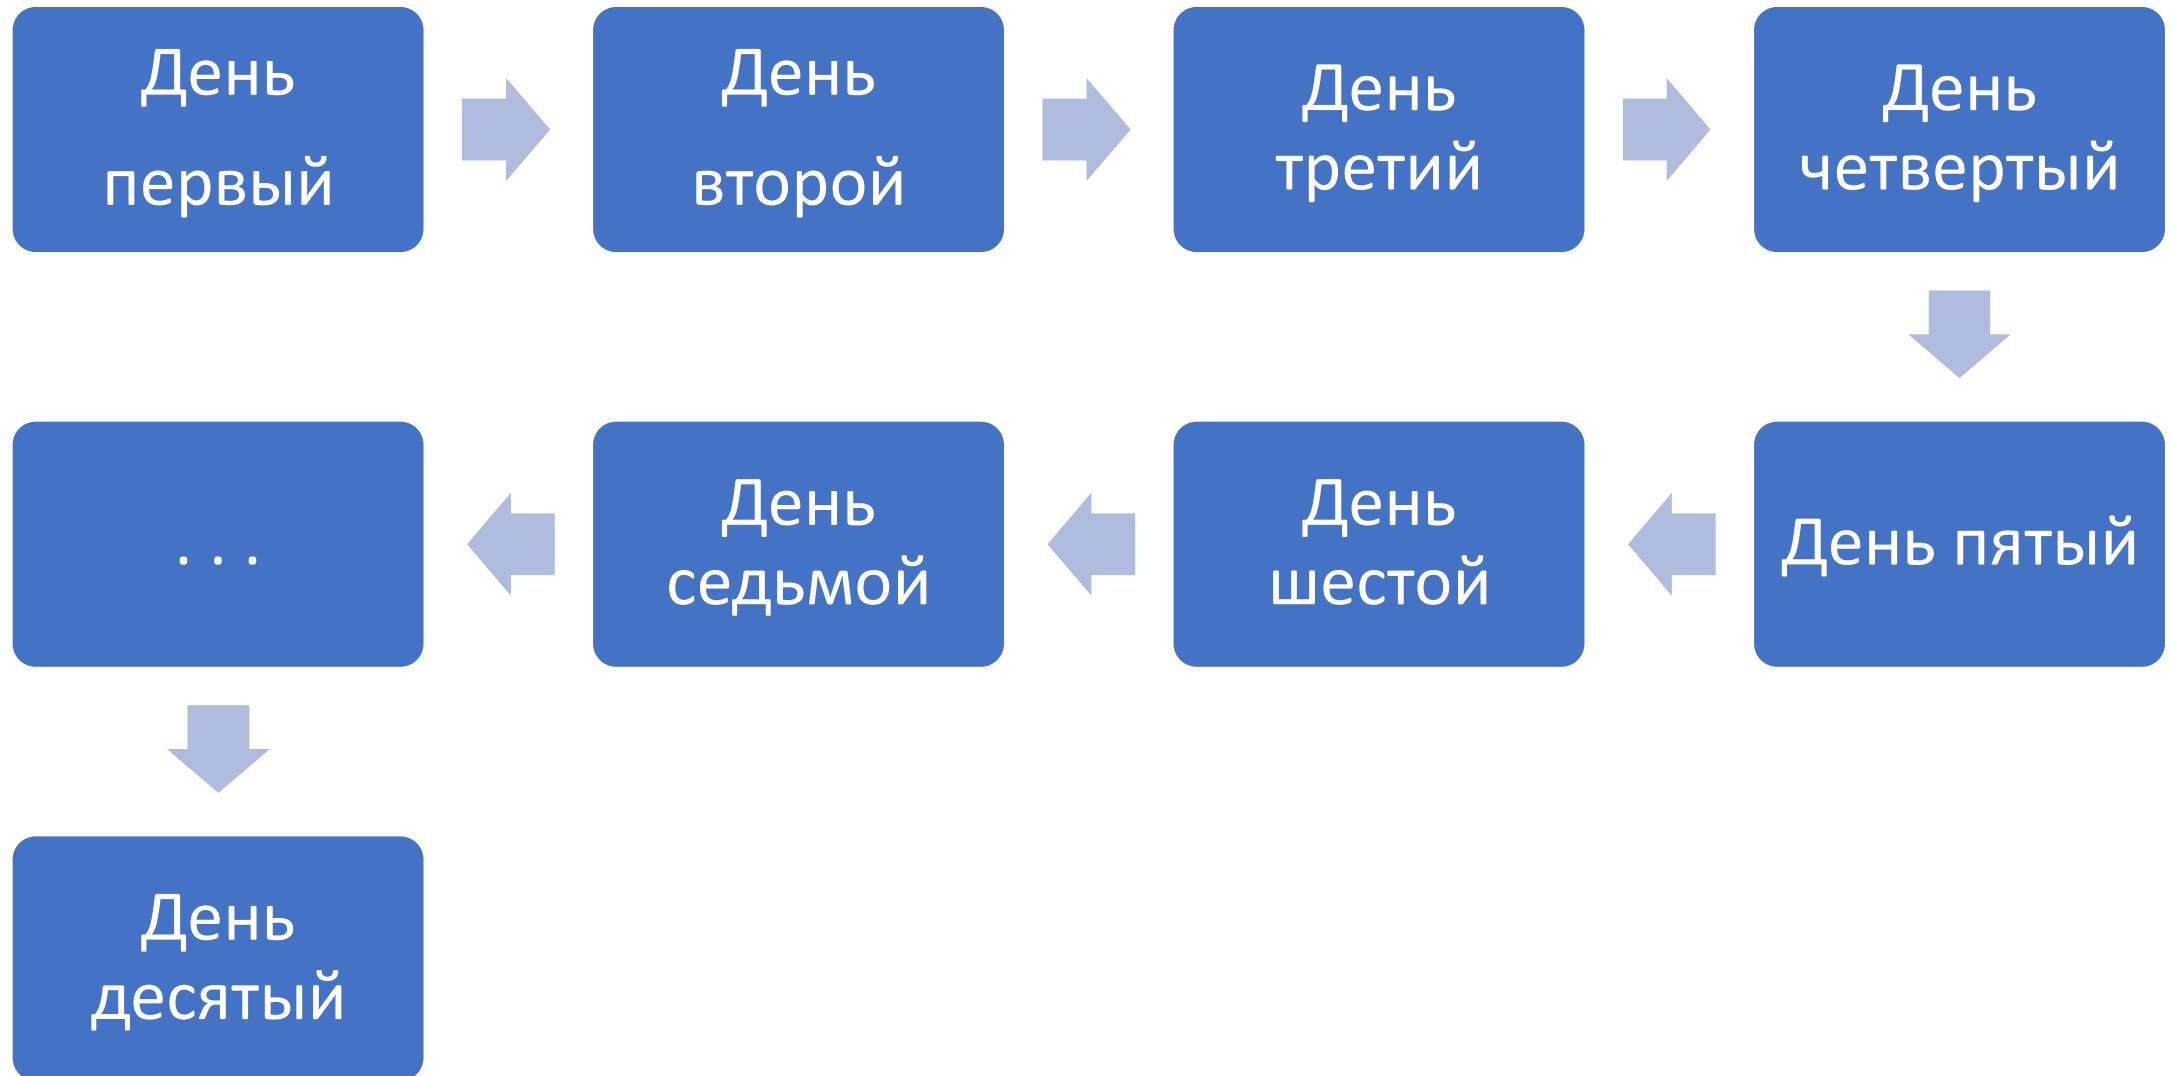 День
первый
День
второй
День
третий
День
четвертый
День пятый
День
шестой
День
седьмой
. . .
День
десятый